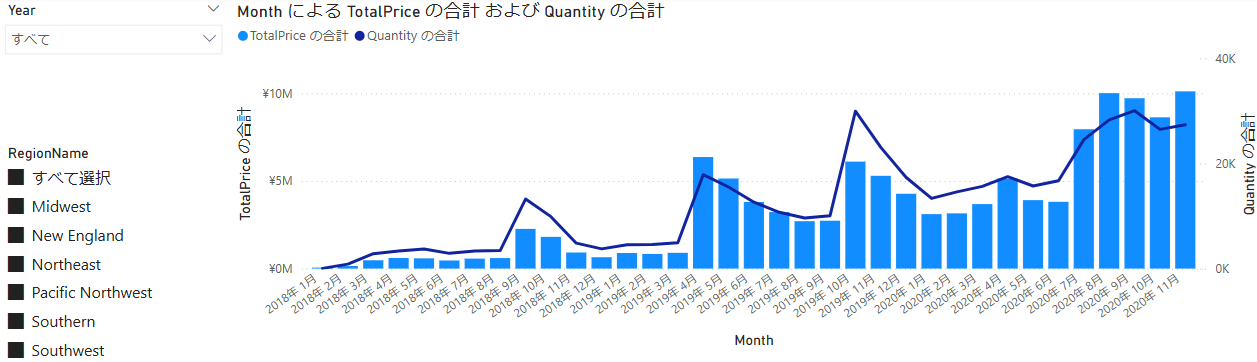 Year
すべて
RegionName
すべて選択
Midwest
New England
Northeast
Pacific Northwest
Southern
Southwest
Month による TotalPrice の合計 および Quantity の合計
TotalPrice の合計 Quantity の合計
TotalPrice の合計
¥10M
¥5M
¥0M
40K
20K
0K
Quantity の合計
2018年 1月
2018年 2月
2018年 3月
2018年 4月
2018年 5月
2018年 6月
2018年 7月
2018年 8月
2018年 9月
2018年 10月
2018年 11月
2018年 12月
2019年 1月
2019年 2月
2019年 3月
2019年 4月
2019年 5月
2019年 6月
2019年 7月
2019年 8月
2019年 9月
2019年 10月
2019年 11月
2019年 12月
2020年 1月
2020年 2月
2020年 3月
2020年 4月
2020年 5月
2020年 6月
2020年 7月
2020年 8月
2020年 9月
2020年 10月
2020年 11月
Month